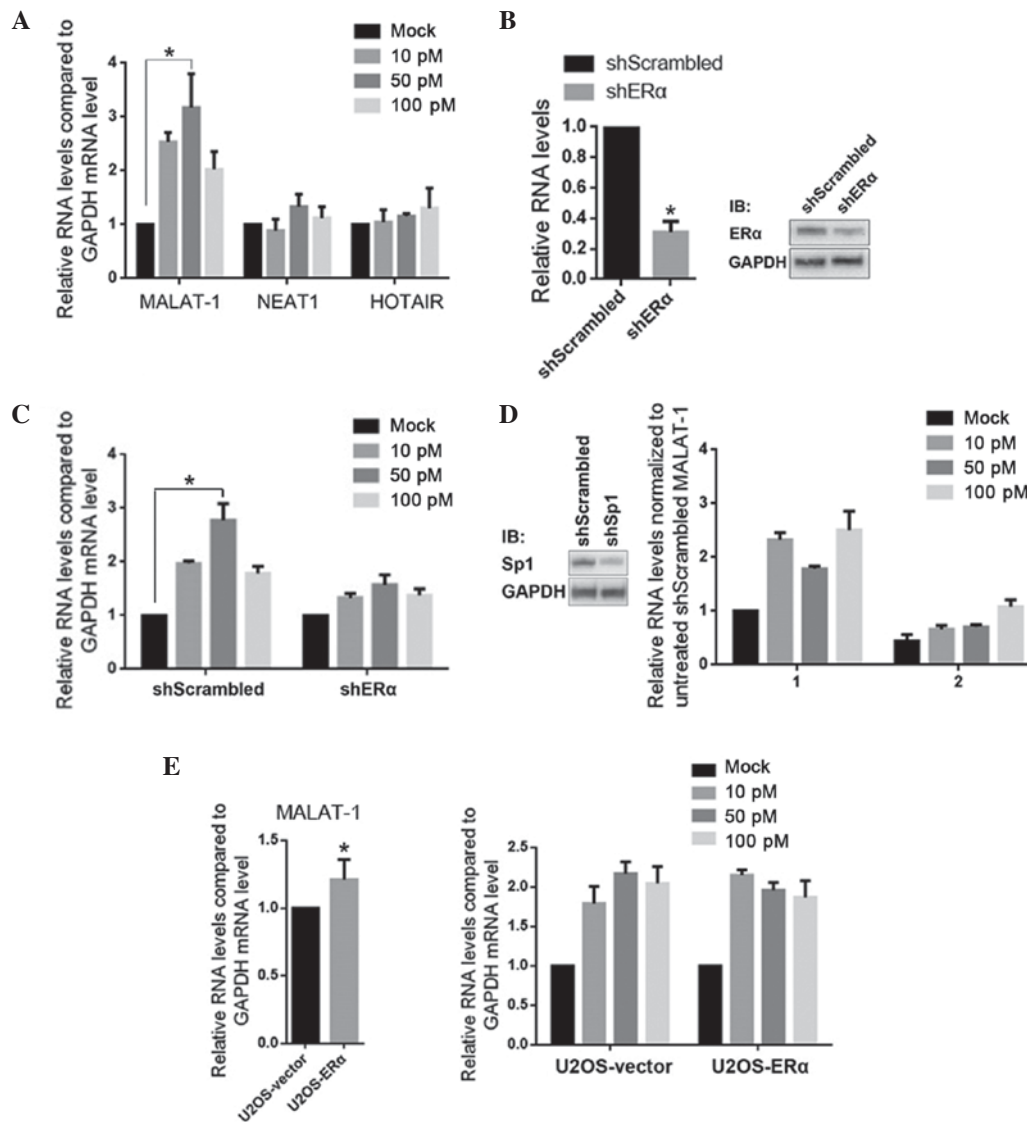 A
Relative RNA levels compared to
GAPDH mRNA level
4
3
2
1
0
*
Mock
10 pM
50 pM
100 pM
MALAT-1
NEAT1
HOTAIR
B
shScrambled
shERα
Relative RNA levels
1.0
0.8
0.6
0.4
0.2
0.0
*
shScrambled
shERα
shScrambled
shERα
IB:
ERα
GAPDH
C
Relative RNA levels compared to
GAPDH mRNA level
4
3
2
1
0
*
Mock
10 pM
50 pM
100 pM
shScrambled
shERα
D
shScrambled
shSp1
IB:
Sp1
GAPDH
Relative RNA levels normalized to
untreated shScrambled MALAT-1
4
3
2
1
0
Mock
10 pM
50 pM
100 pM
1
2
E
MALAT-1
Relative RNA levels compared to
GAPDH mRNA level
1.5
1.0
0.5
0.0
*
U2OS-vector
U2OS-ERα
Relative RNA levels compared to
GAPDH mRNA level
2.5
2.0
1.5
1.0
0.5
0.0
Mock
10 pM
50 pM
100 pM
U2OS-vector
U2OS-ERα